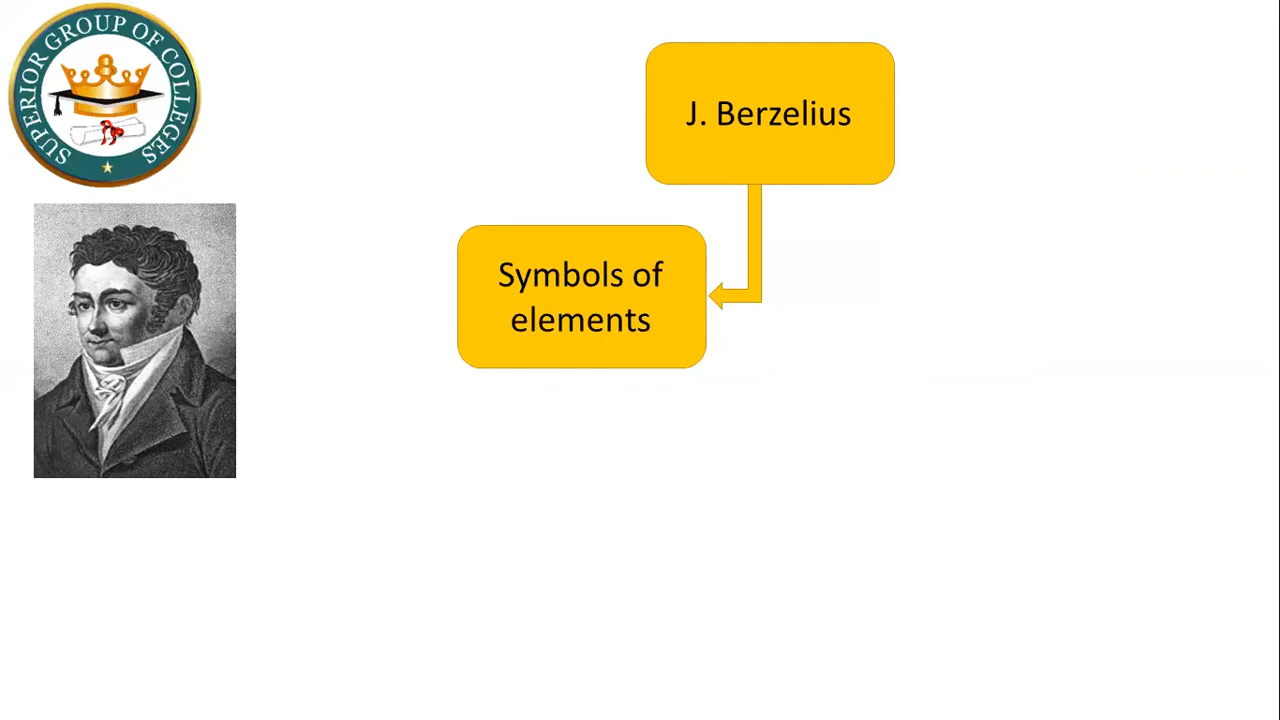 SUPERIOR GROUP OF COLLEGES
J. Berzelius
Symbols of
elements